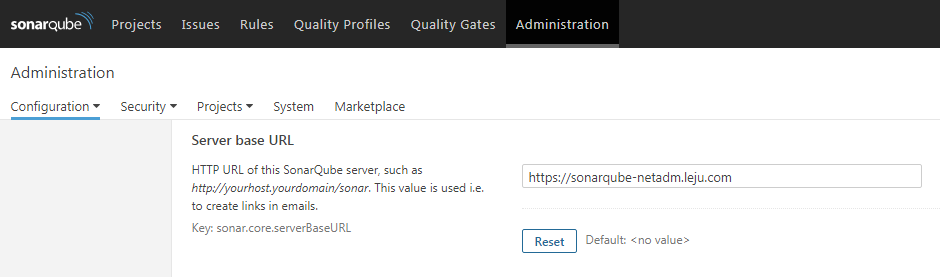 sonarqube Projects Issues Rules Quality Profiles Quality Gates Administration
Administration
Configuration Security Projects System Marketplace
Server base URL
HTTP URL of this SonarQube server, such as
http://yourhost.yourdomain/sonar. This value is used i.e.
to create links in emails.
Key: sonar.core.serverBaseURL
https://sonarqube-netadm.leju.com
Reset Default: <no value>